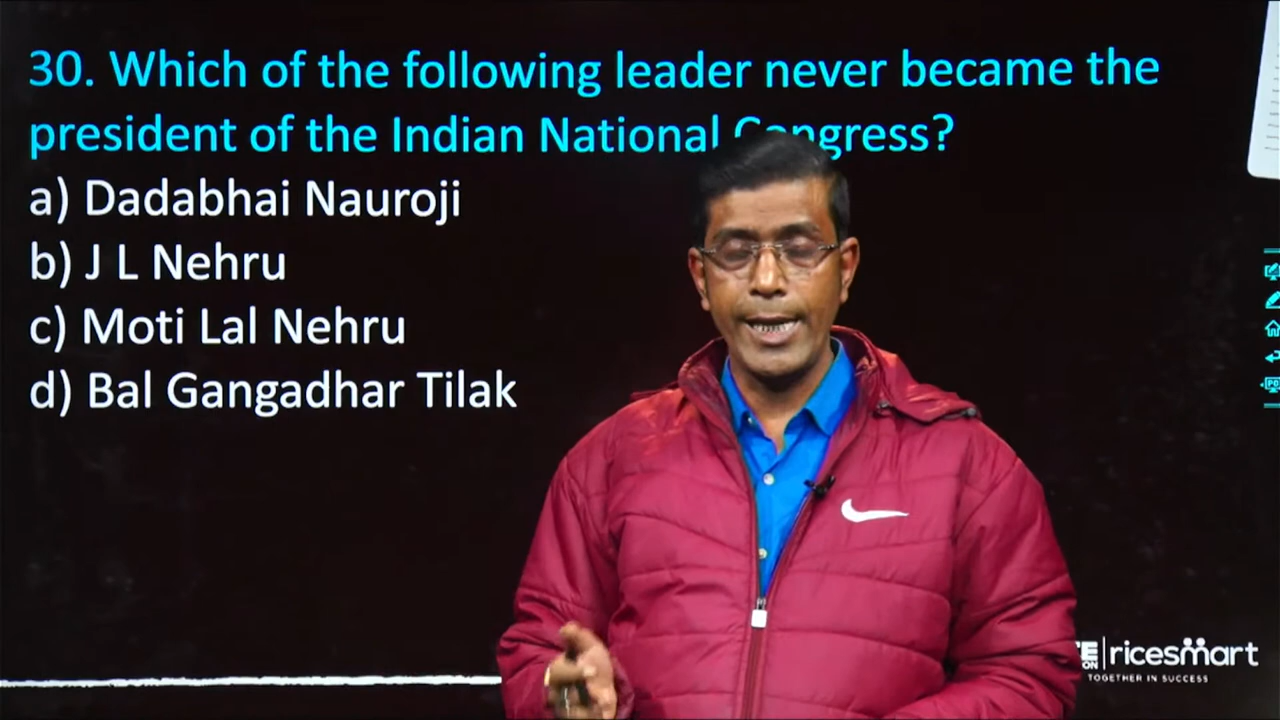 30. Which of the following leader never became the
president of the Indian National Congress?
a) Dadabhai Nauroji
b) J L Nehru
c) Moti Lal Nehru
d) Bal Gangadhar Tilak
ricesmart
TOGETHER IN SUCCESS